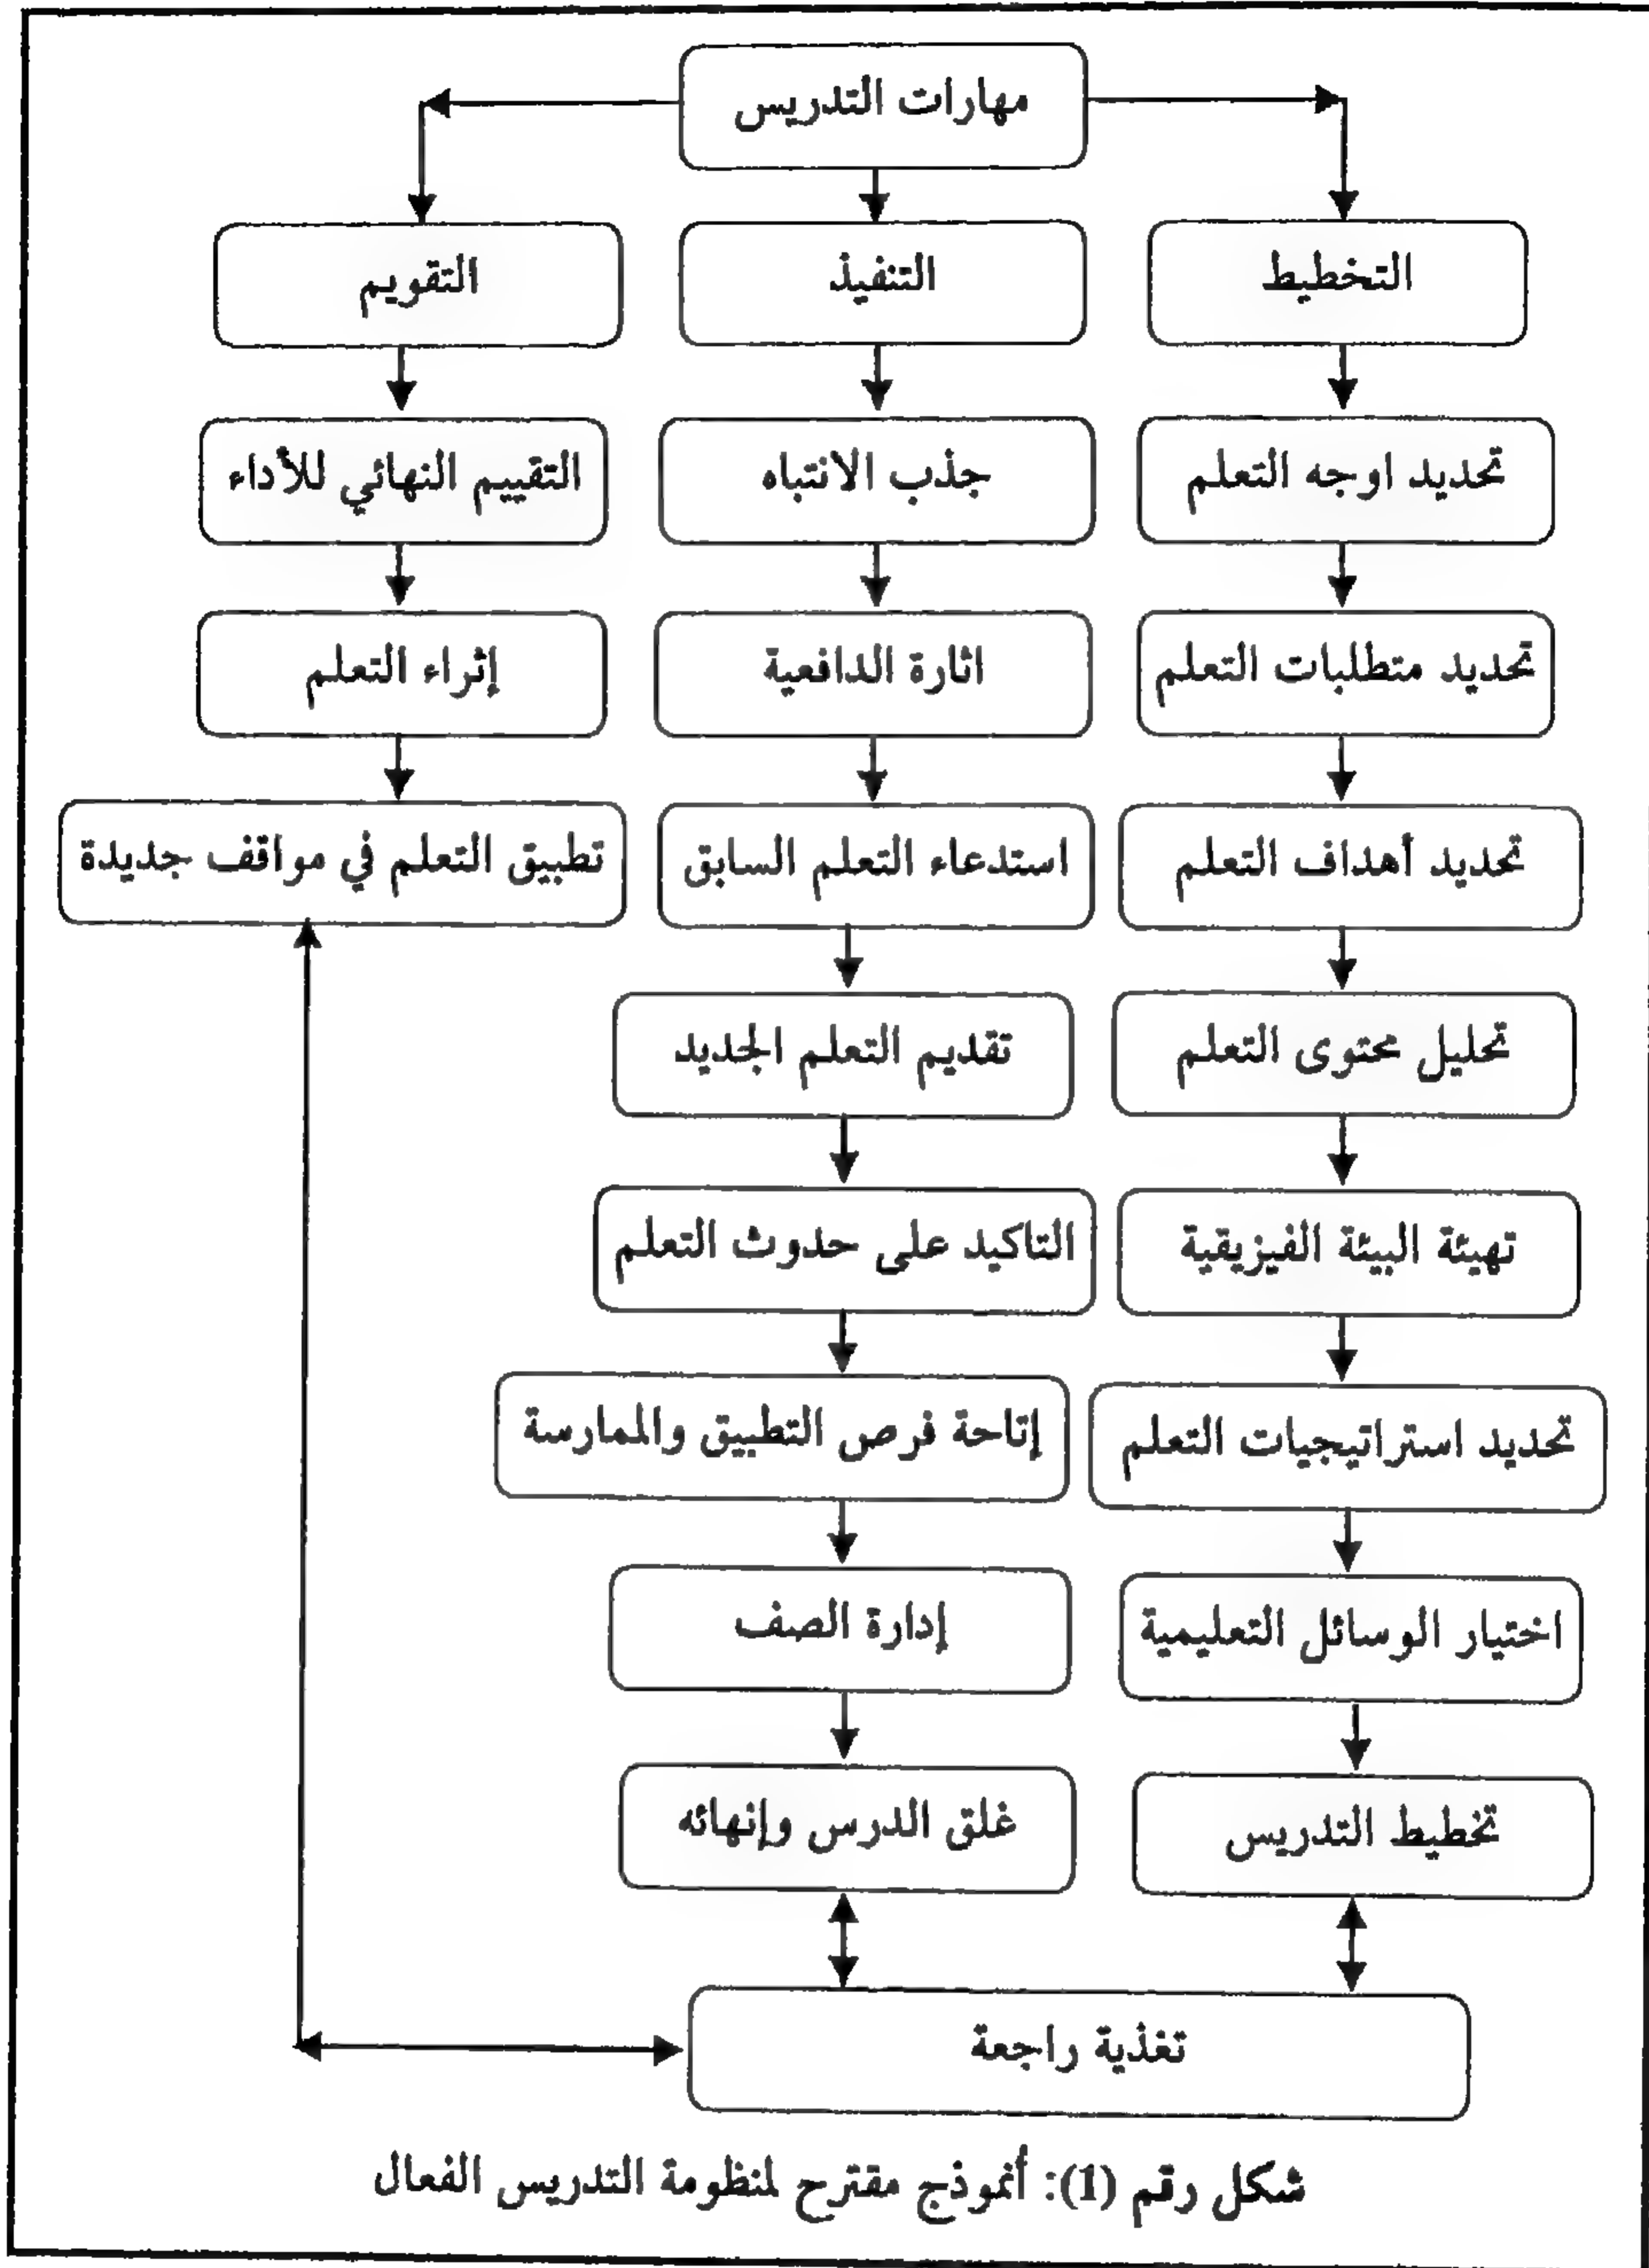 مهارات التدريس
التخطيط
التنفيذ
التقويم
تحديد اوجه التعلم
جذب الانتباه
التقييم النهائي للأداء
تحديد متطلبات التعلم
اثارة الدافعية
إثراء التعلم
تحديد أهداف التعلم
استدعاء التعلم السابق
تطبيق التعلم في مواقف جديدة
تحليل محتوى التعلم
تقديم التعلم الجديد
تهيئة البيئة الفيزيقية
التاكيد على حدوث التعلم
تحديد استراتيجيات التعلم
إتاحة فرص التطبيق والممارسة
اختيار الوسائل التعليمية
إدارة الصف
تخطيط التدريس
غلق الدرس وإنهائه
تغذية راجعة
شكل رقم (1): أنموذج مقترح لمنظومة التدريس الفعال